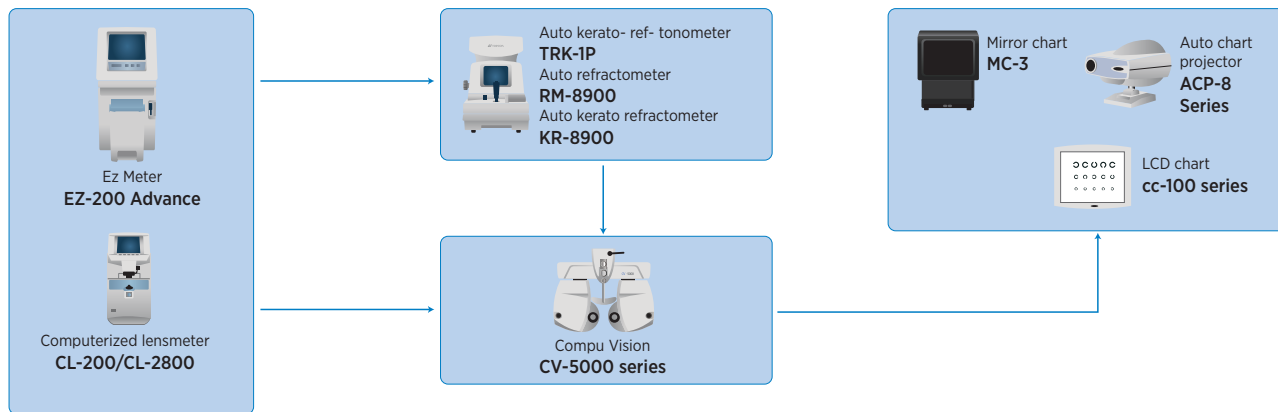 Ez Meter
EZ-200 Advance
Computerized lensmeter
CL-200/CL-2800
Auto kerato- ref- tonometer
TRK-1P
Auto refractometer
RM-8900
Auto kerato refractometer
KR-8900
Compu Vision
CV-5000 series
Mirror chart
MC-3
Auto chart
projector
ACP-8
Series
LCD chart
cc-100 series